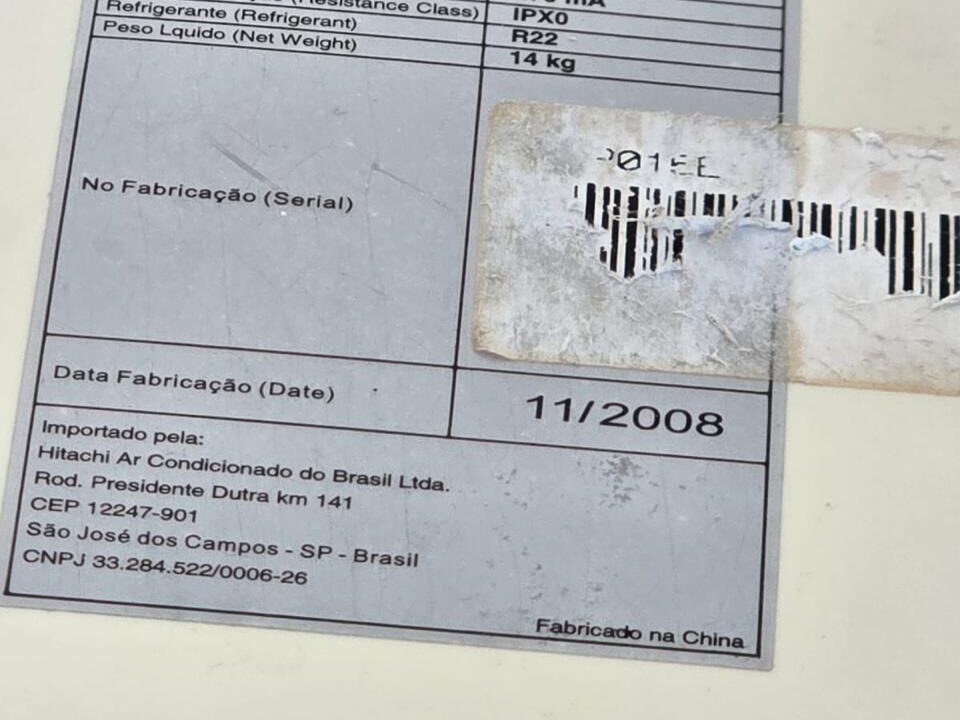 (Resistance Class) IPX0
Refrigerante (Refrigerant) R22
Peso Lquido (Net Weight) 14 kg
No Fabricação (Serial)
Data Fabricação (Date) 11/2008
Importado pela:
Hitachi Ar Condicionado do Brasil Ltda.
Rod. Presidente Dutra km 141
CEP 12247-901
São José dos Campos - SP - Brasil
CNPJ 33.284.522/0006-26
Fabricado na China